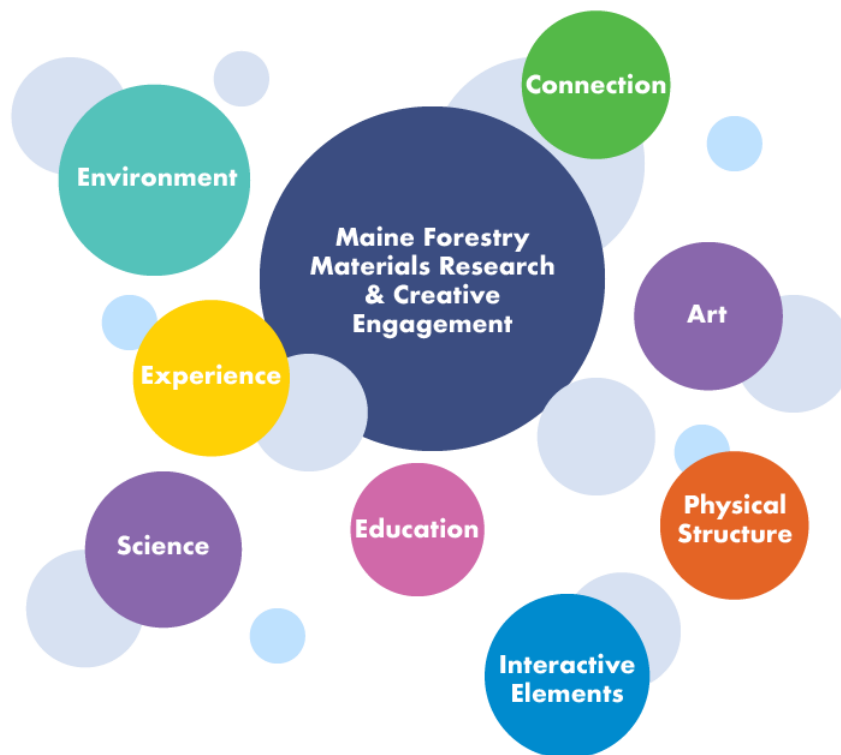 Connection
Environment
Maine Forestry
Materials Research
& Creative
Engagement
Art
Experience
Physical
Structure
Education
Science
Interactive
Elements